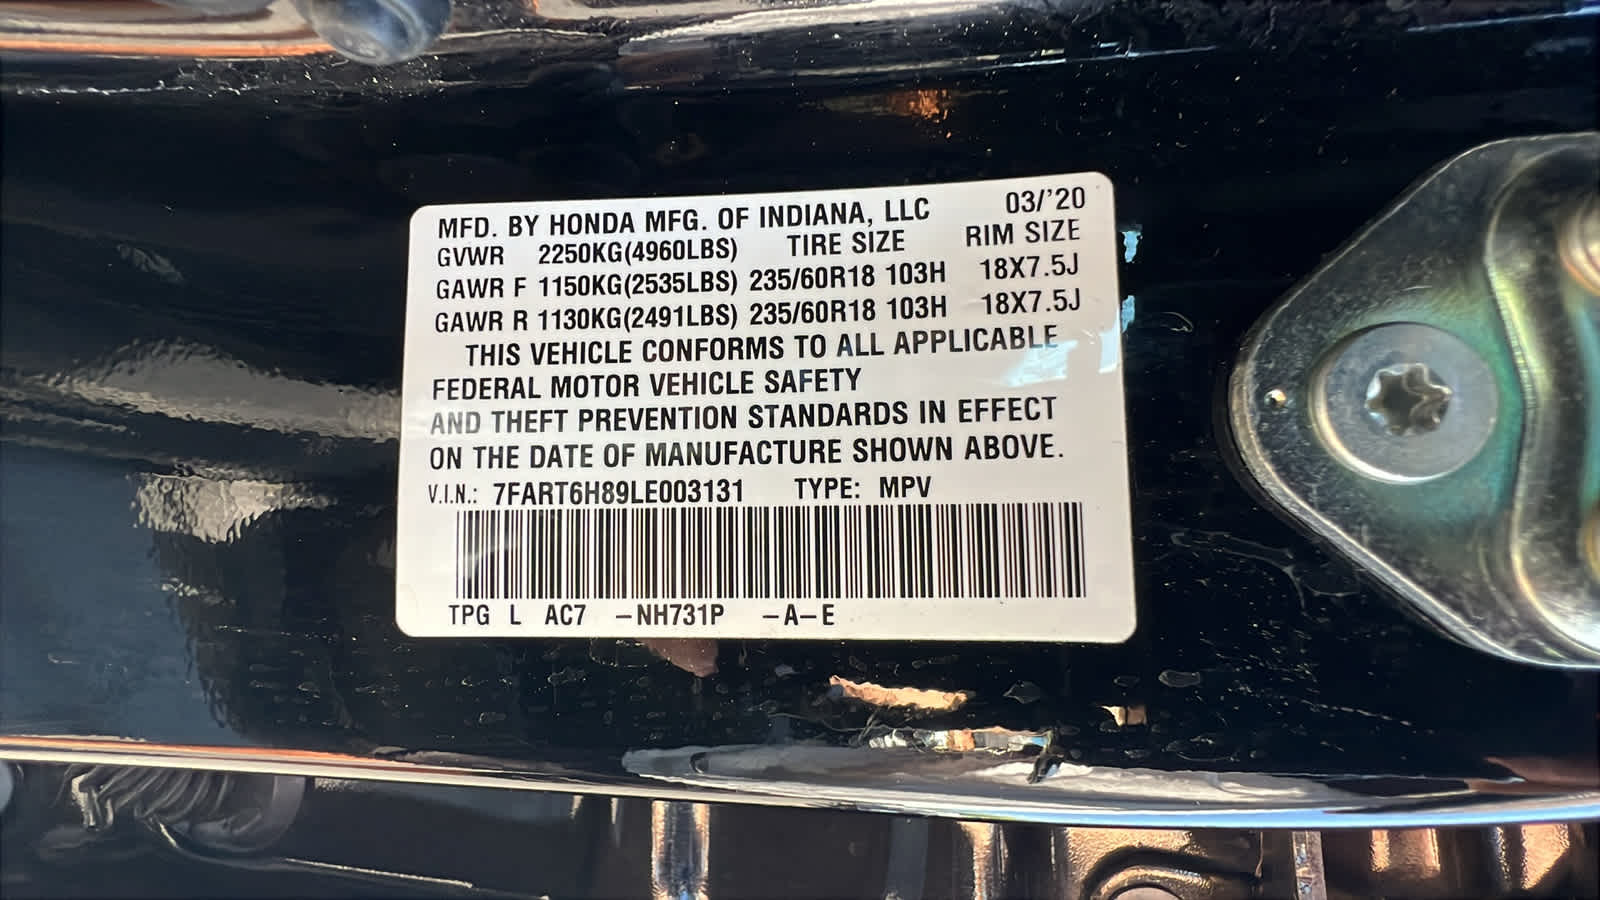 MFD. BY HONDA MFG. OF INDIANA, LLC 03/'20
GVWR 2250KG(4960LBS) TIRE SIZE RIM SIZE
GAWR F 1150KG(2535LBS) 235/60R18 103H 18X7.5J
GAWR R 1130KG(2491LBS) 235/60R18 103H 18X7.5J
THIS VEHICLE CONFORMS TO ALL APPLICABLE
FEDERAL MOTOR VEHICLE SAFETY
AND THEFT PREVENTION STANDARDS IN EFFECT
ON THE DATE OF MANUFACTURE SHOWN ABOVE.
V.I.N.: 7FART6H89LE003131 TYPE: MPV
TPG L AC7 -NH731P -A-E